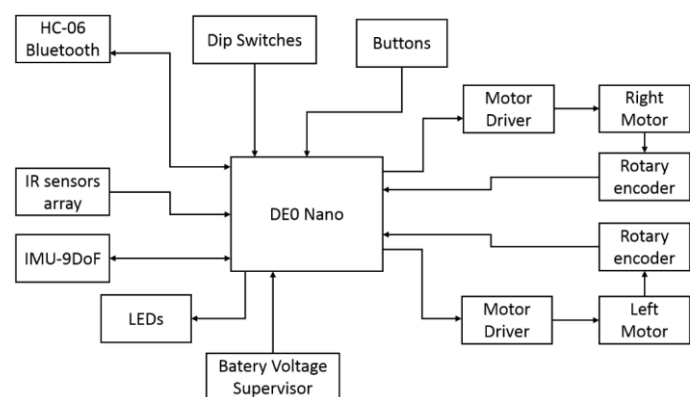 HC-06
Bluetooth
Dip Switches
Buttons
Motor
Driver
Right
Motor
IR sensors
array
DE0 Nano
Rotary
encoder
IMU-9DoF
Rotary
encoder
LEDs
Motor
Driver
Left
Motor
Batery Voltage
Supervisor